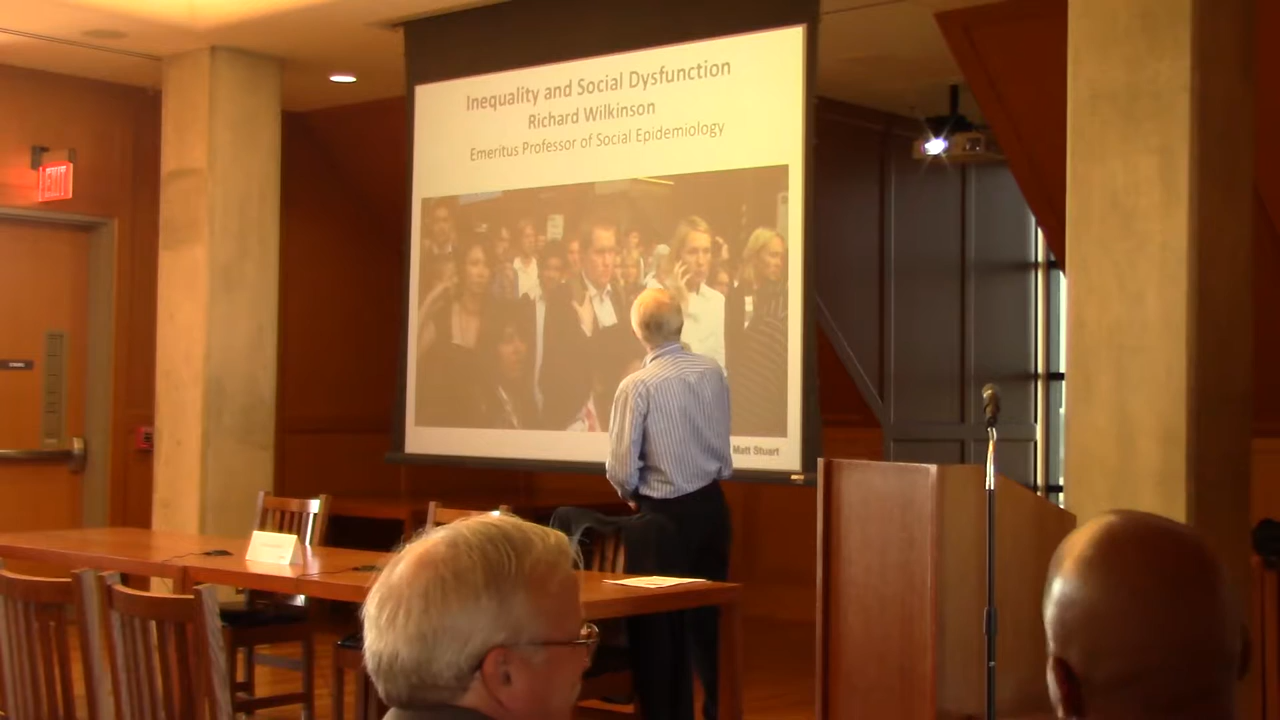 Inequality and Social Dysfunction
Richard Wilkinson
Emeritus Professor of Social Epidemiology
Matt Stuart
EXIT